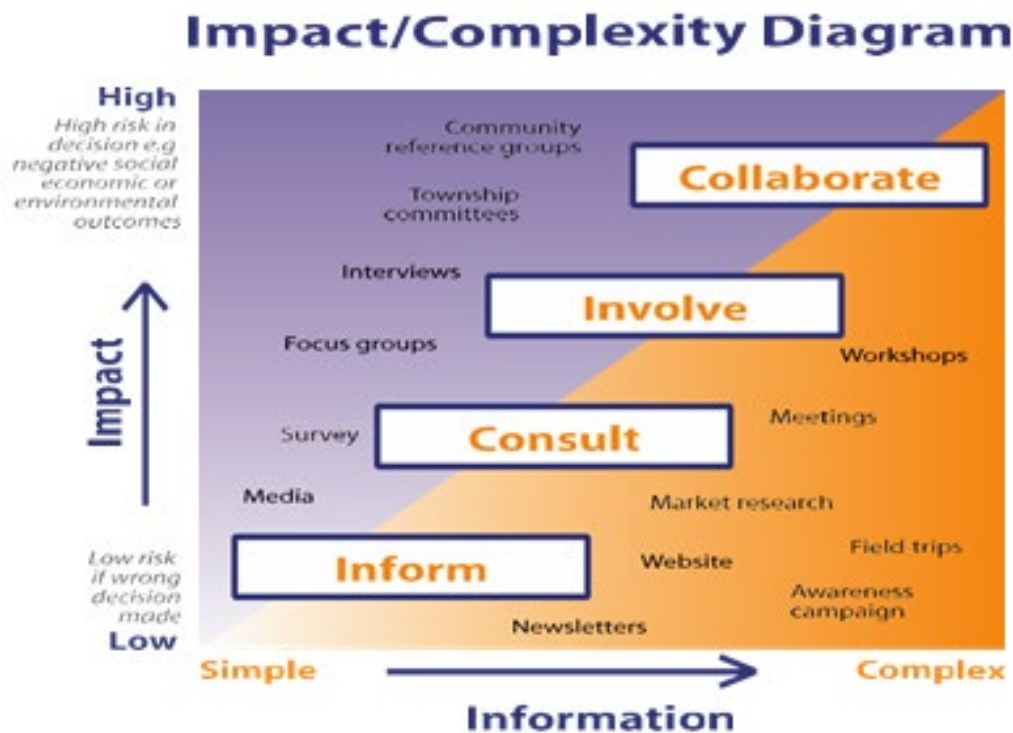 Impact/Complexity Diagram
High
High risk in
decision e.g
negative social
economic or
environmental
outcomes
Community
reference groups
Collaborate
Township
committees
Interviews
Involve
Focus groups
Workshops
Impact
Meetings
Survey
Consult
Media
Market research
Low risk
if wrong
decision
made
Inform
Website
Field trips
Awareness
campaign
Newsletters
Low
Simple
Complex
Information